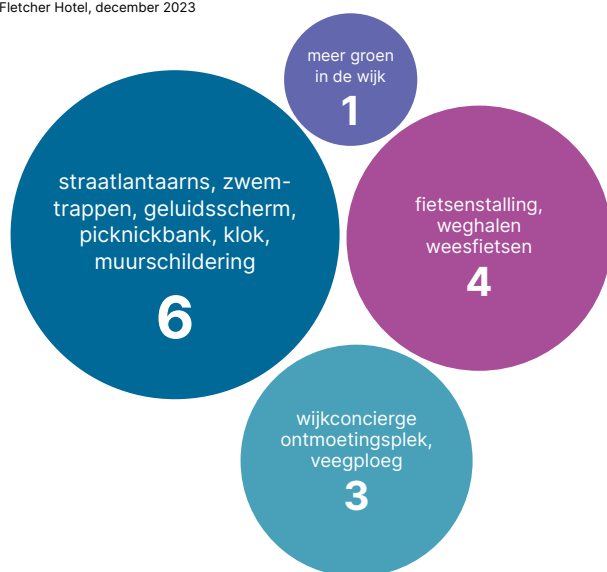 Fletcher Hotel, december 2023
meer groen
in de wijk
1
straatlantaarns, zwem-
trappen, geluidsscherm,
picknickbank, klok,
muurschildering
6
fietsenstalling,
weghalen
weesfietsen
4
wijkconcierge
ontmoetingsplek,
veegploeg
3